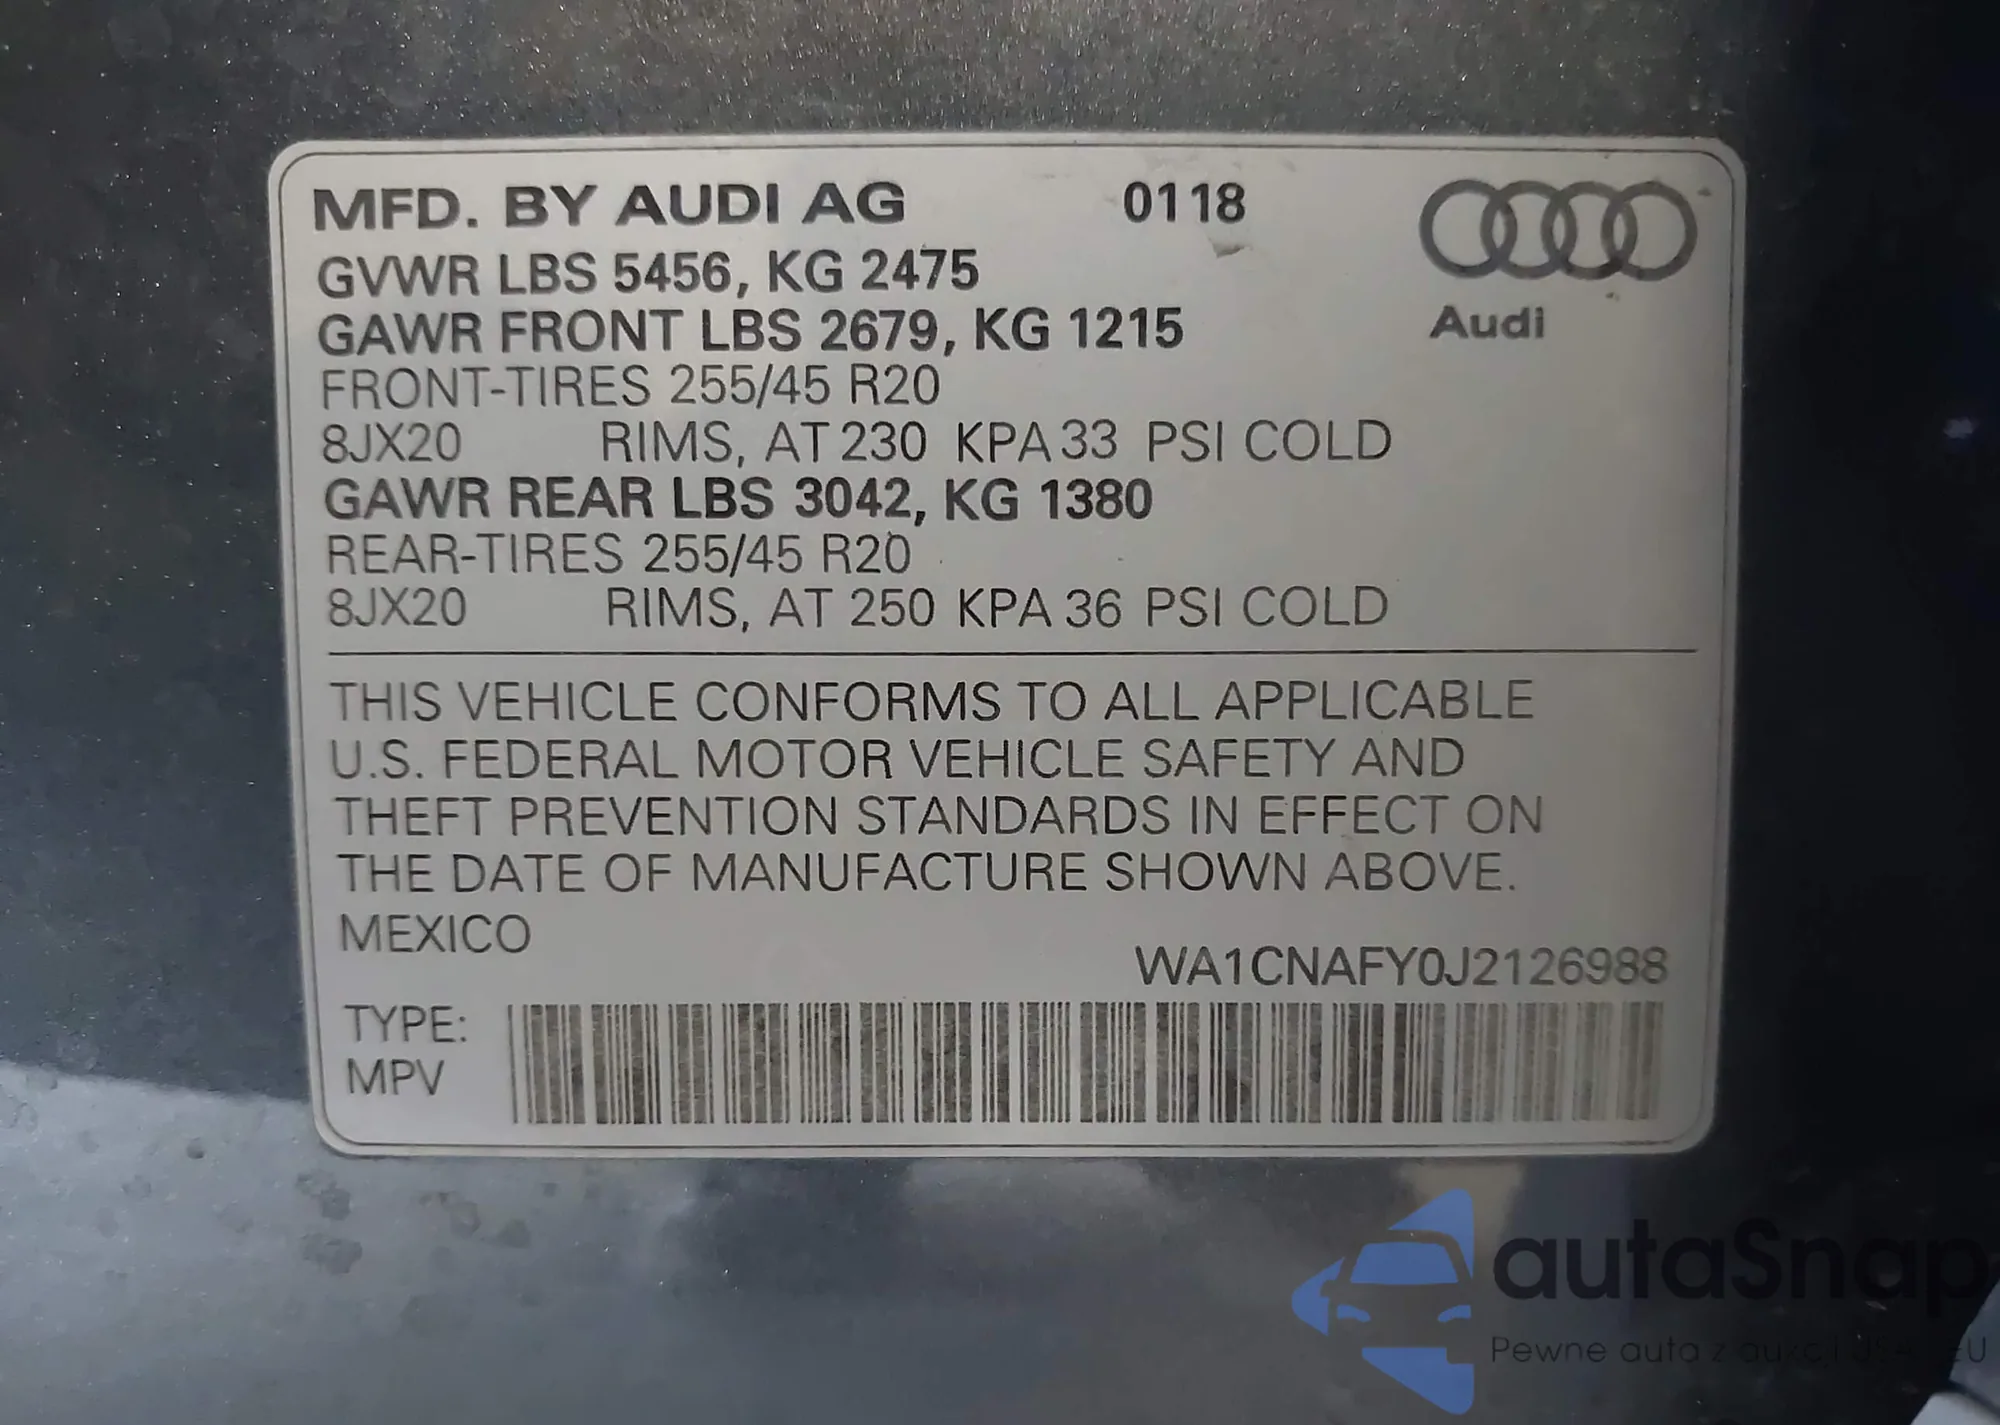 MFD. BY AUDI AG 0118
GVWR LBS 5456, KG 2475
GAWR FRONT LBS 2679, KG 1215
Audi
FRONT-TIRES 255/45 R20
8JX20 RIMS, AT 230 KPA 33 PSI COLD
GAWR REAR LBS 3042, KG 1380
REAR-TIRES 255/45 R20
8JX20 RIMS, AT 250 KPA 36 PSI COLD
THIS VEHICLE CONFORMS TO ALL APPLICABLE
U.S. FEDERAL MOTOR VEHICLE SAFETY AND
THEFT PREVENTION STANDARDS IN EFFECT ON
THE DATE OF MANUFACTURE SHOWN ABOVE.
MEXICO
WA1CNAFY0J2126988
TYPE:
MPV
autaSnap
Pewne auta z